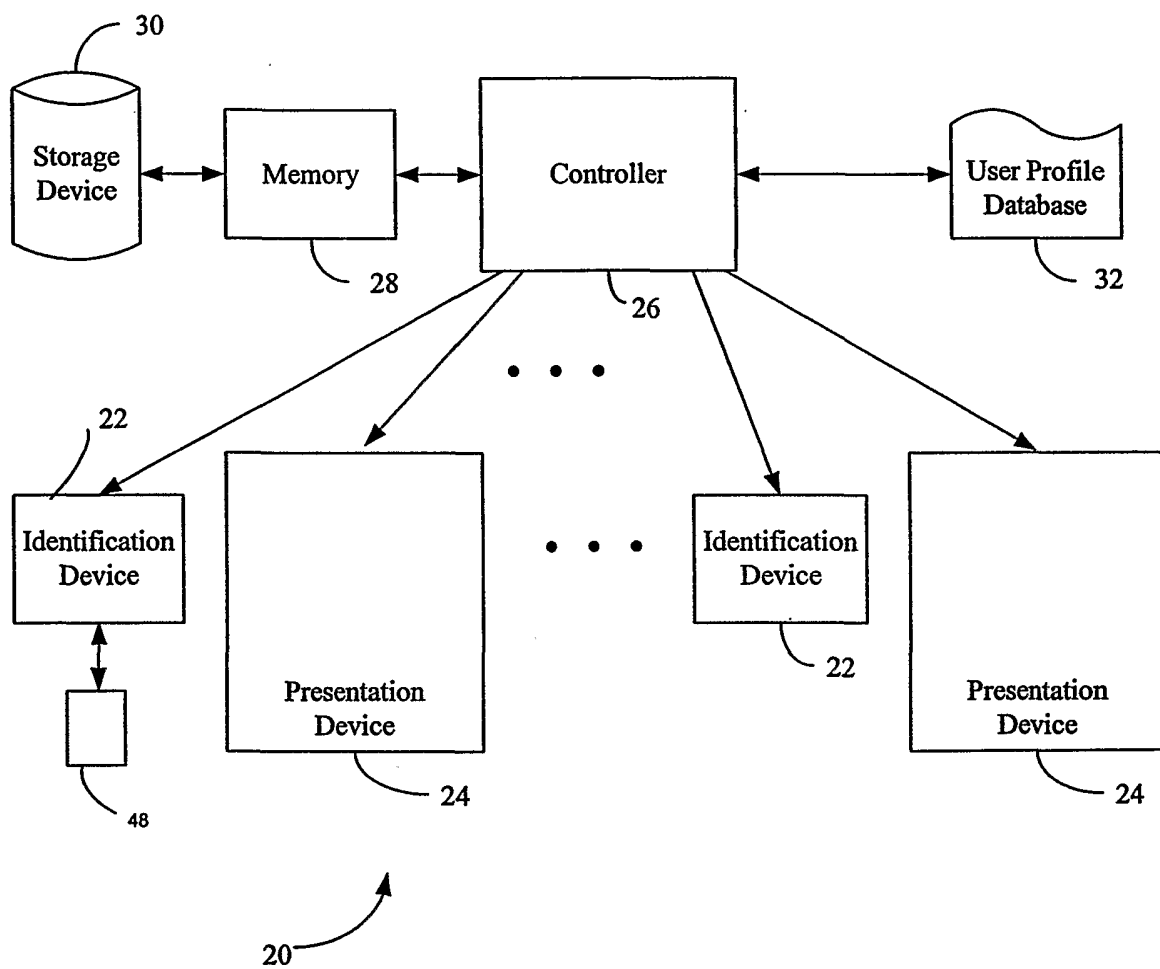 30
Storage
Device
Memory
28
Controller
26
User Profile
Database
32
22
Identification
Device
48
Presentation
Device
24
Identification
Device
22
Presentation
Device
24
20